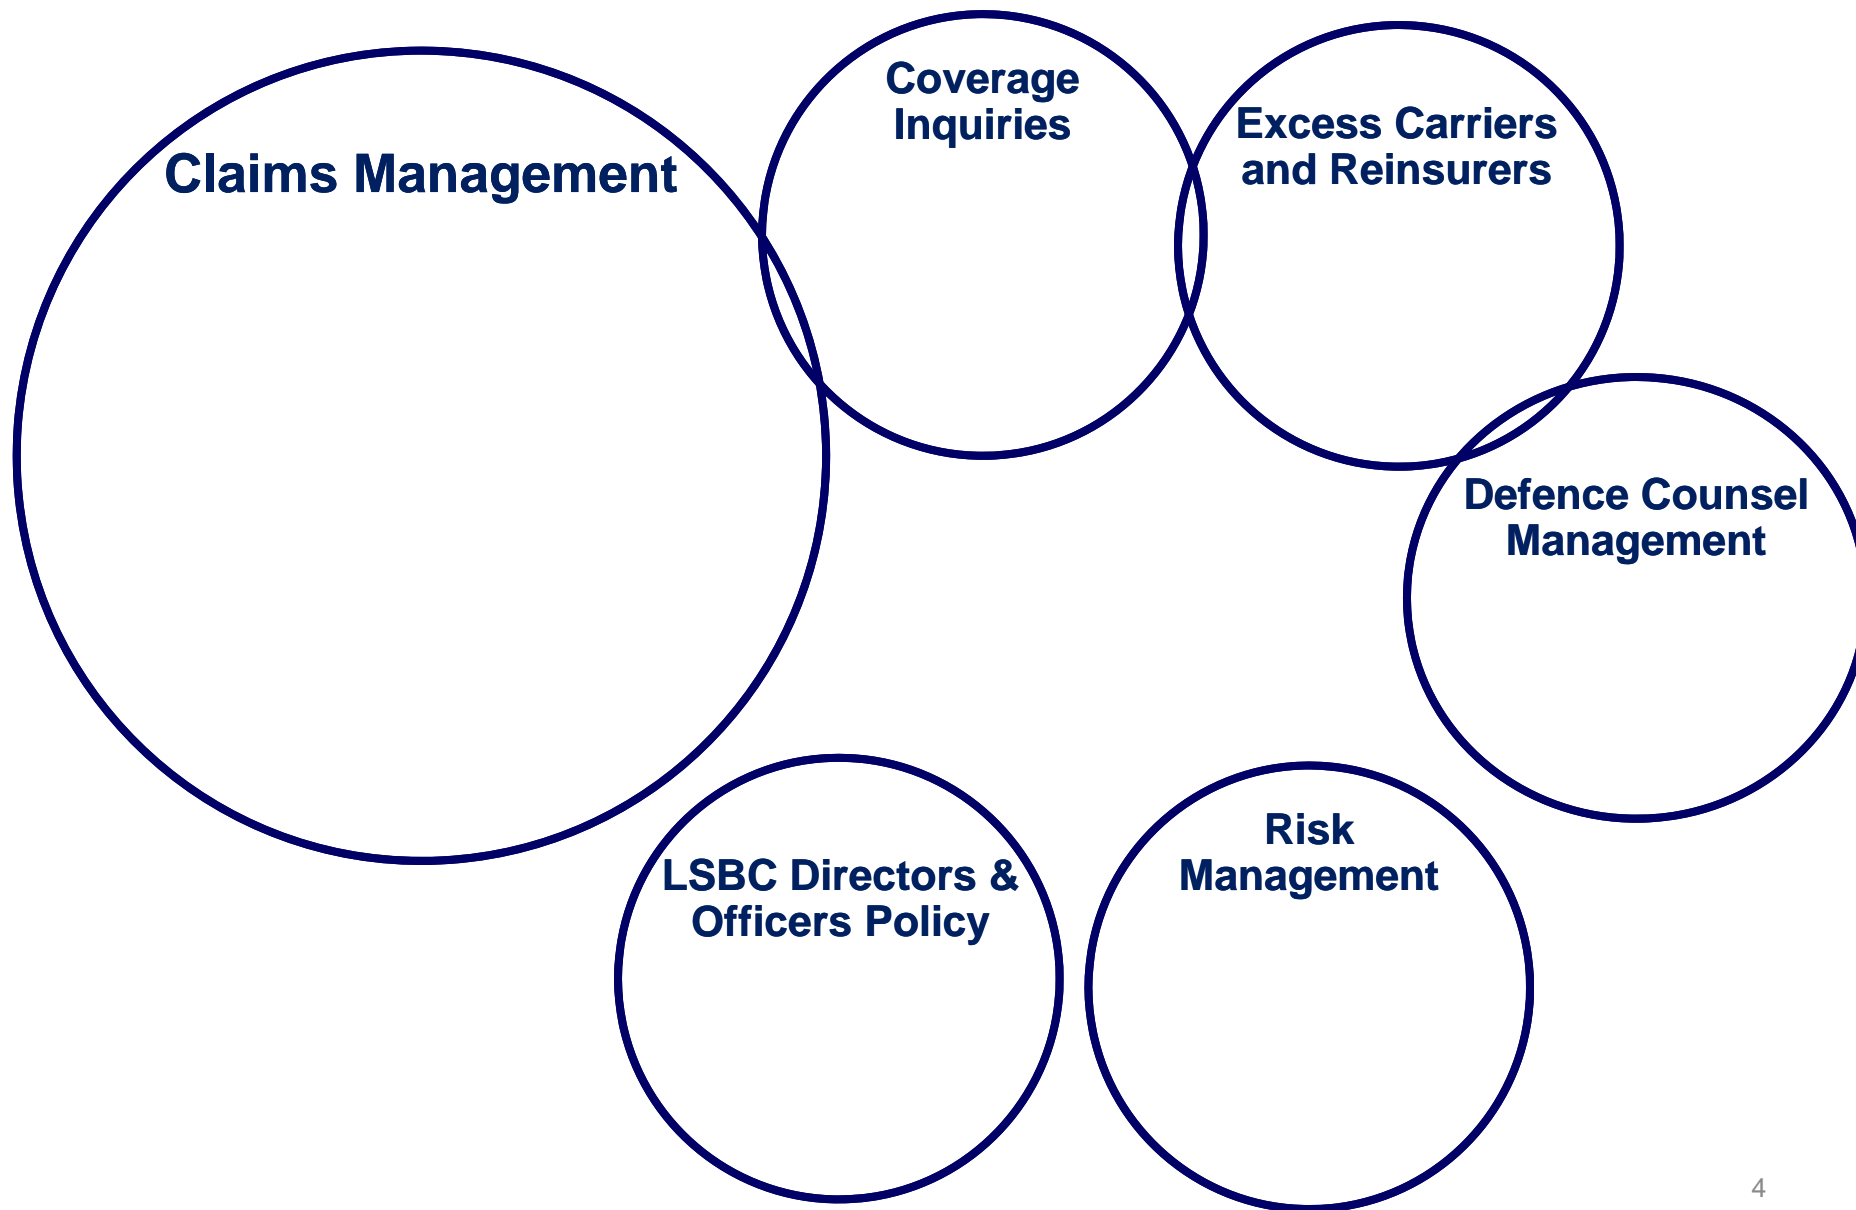 Claims Management
Coverage
Inquiries
Excess Carriers
and Reinsurers
Defence Counsel
Management
LSBC Directors &
Officers Policy
Risk
Management
4